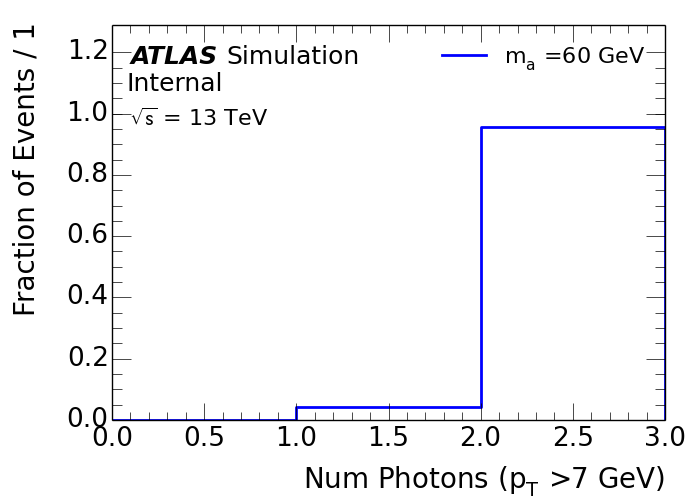 ATLAS Simulation
Internal
√s = 13 TeV
mₐ =60 GeV
Fraction of Events / 1
1.2
1.0
0.8
0.6
0.4
0.2
0.0
0.0 0.5 1.0 1.5 2.0 2.5 3.0
Num Photons (p_T >7 GeV)